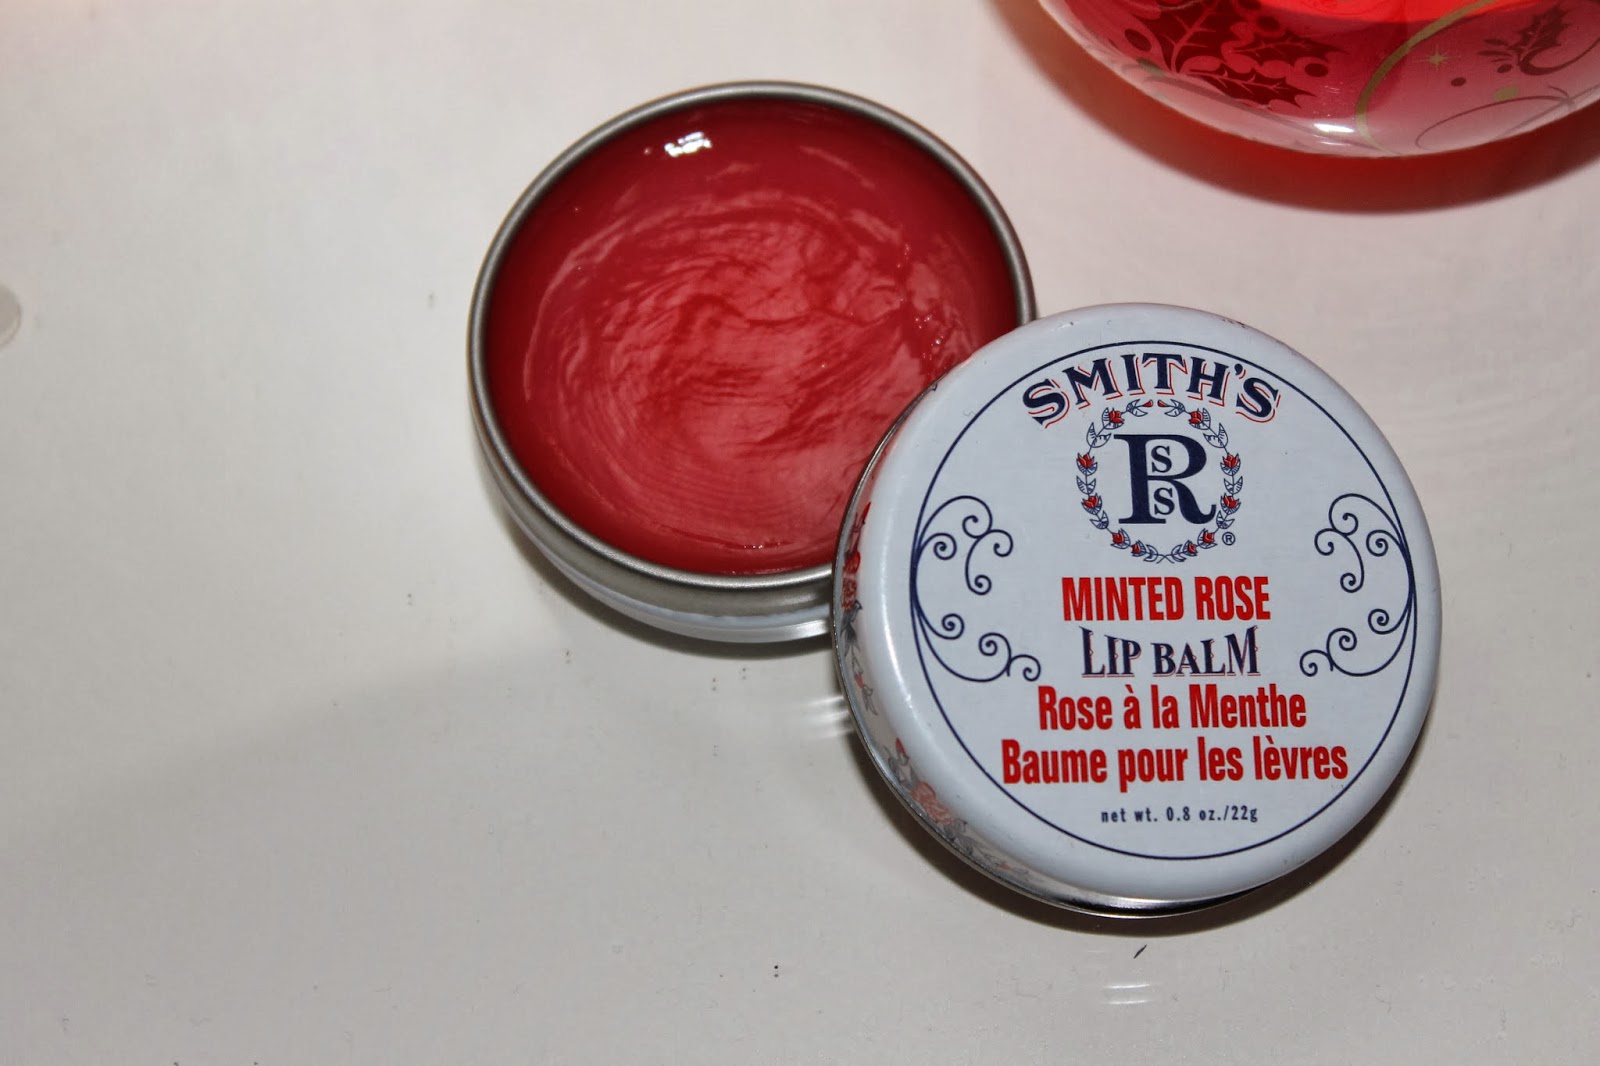 SMITH'S
R
S
S
®
MINTED ROSE
LIP BALM
Rose à la Menthe
Baume pour les lèvres
net wt. 0.8 oz./22g